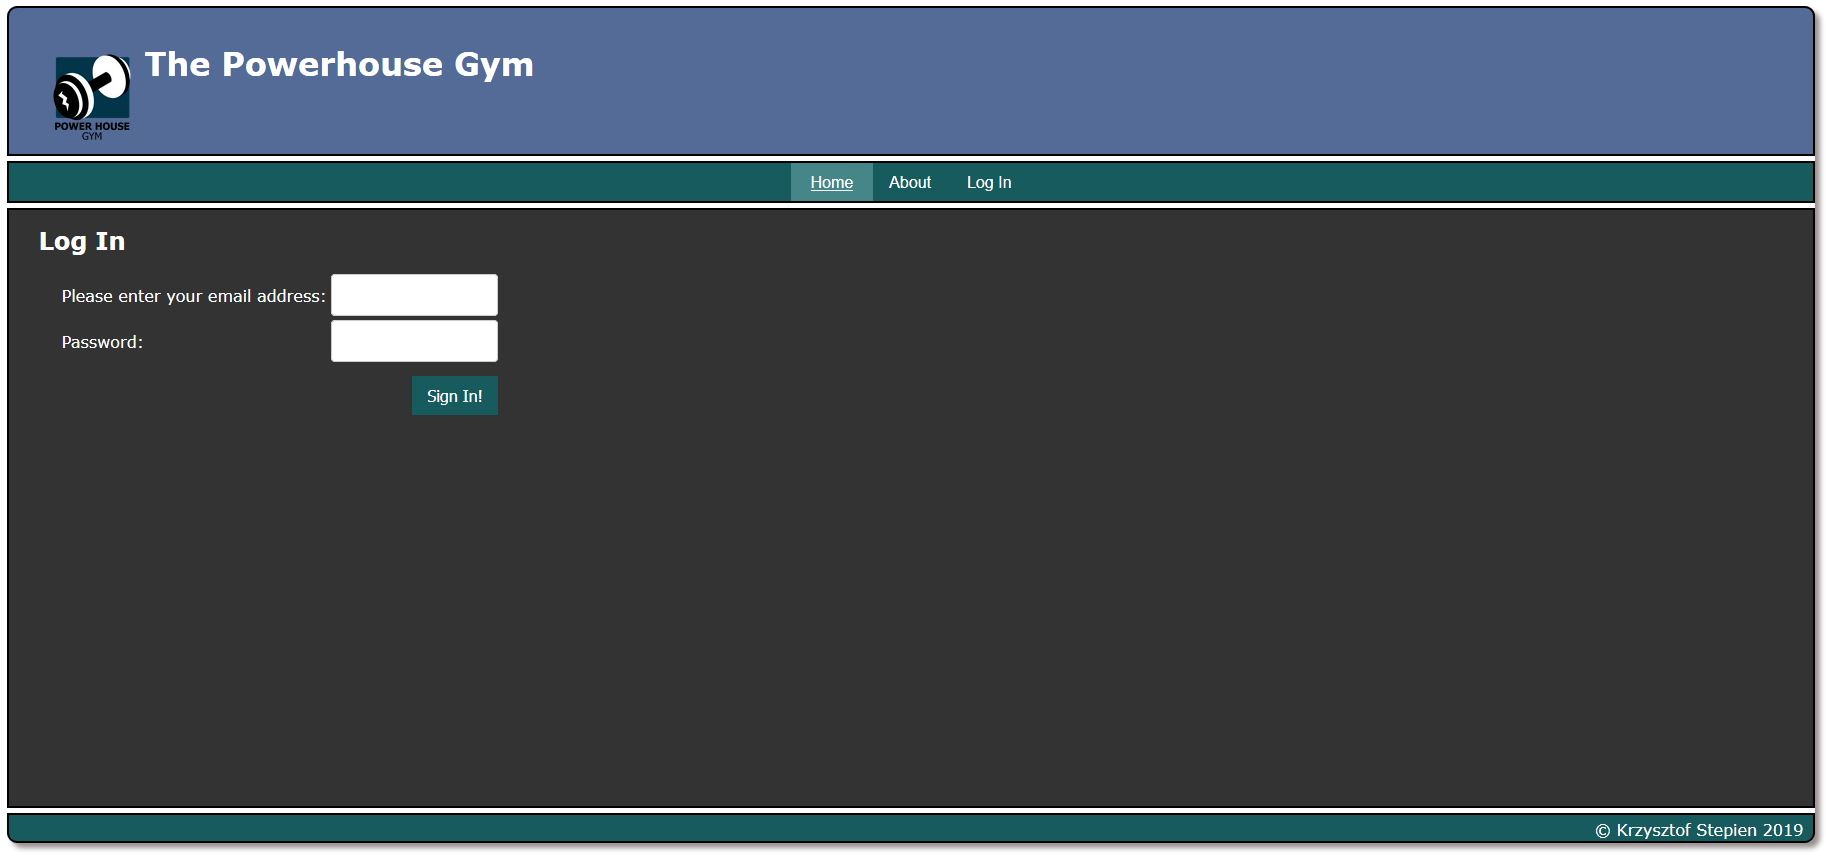 The Powerhouse Gym
POWER HOUSE
GYM
Home About Log In
Log In
Please enter your email address:
Password:
Sign In!
© Krzysztof Stepien 2019